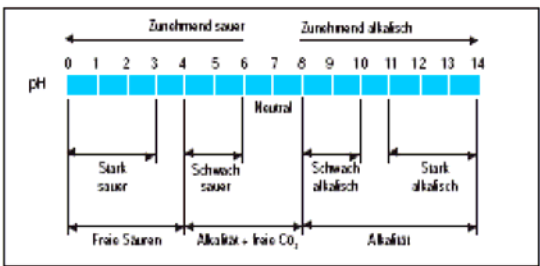 Zunehmend sauer Zunehmend alkalisch
0 1 2 3 4 5 6 7 8 9 10 11 12 13 14
pH
Neutral
Stark sauer
Schwach sauer
Schwach alkalisch
Stark alkalisch
Freie Säuren Alkalität + freie CO₂ Alkalität